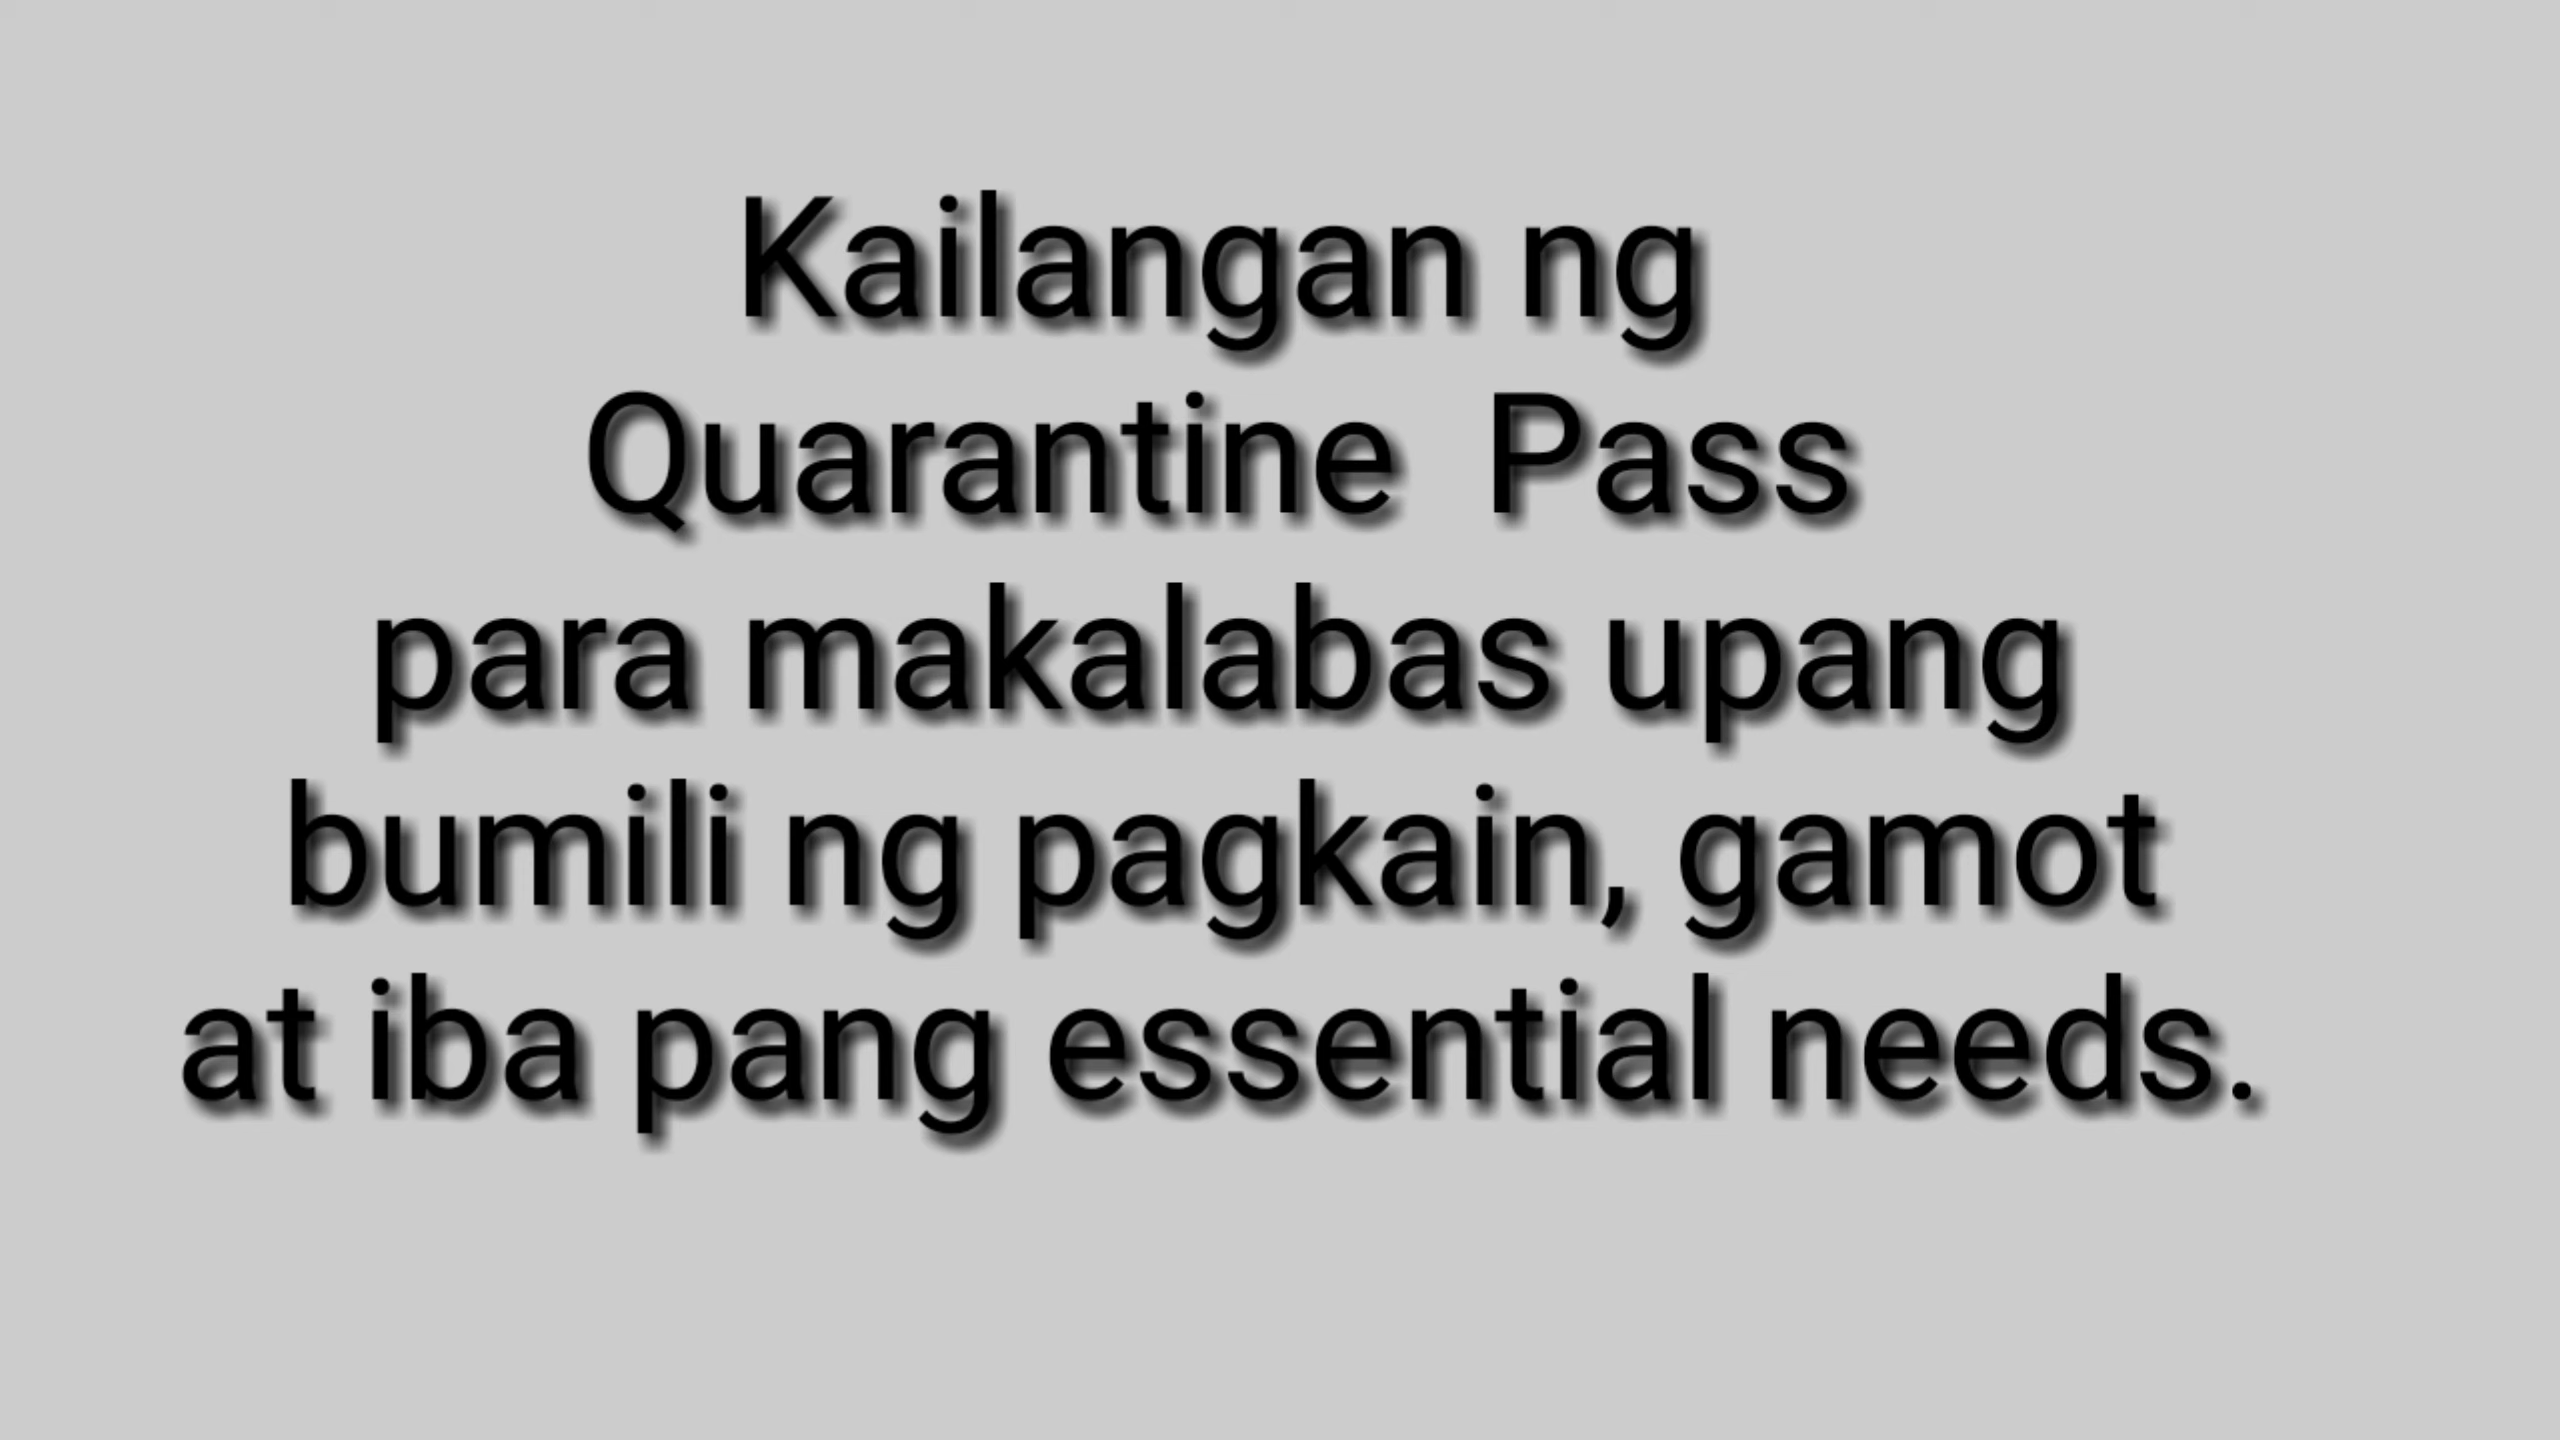 Kailangan ng
Quarantine  Pass
para makalabas upang
bumili ng pagkain, gamot
at iba pang essential needs.